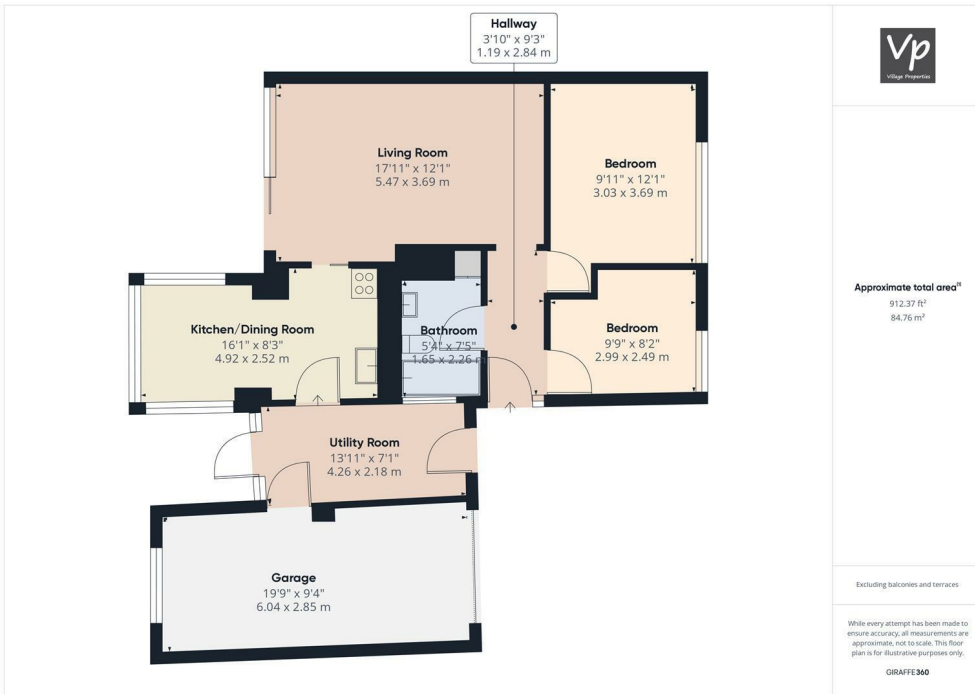 Hallway
3'10" x 9'3"
1.19 x 2.84 m
Living Room
17'11" x 12'1"
5.47 x 3.69 m
Bedroom
9'11" x 12'1"
3.03 x 3.69 m
Kitchen/Dining Room
16'1" x 8'3"
4.92 x 2.52 m
Bathroom
5'4" x 7'5"
1.65 x 2.26 m
Bedroom
9'9" x 8'2"
2.99 x 2.49 m
Utility Room
13'11" x 7'1"
4.26 x 2.18 m
Garage
19'9" x 9'4"
6.04 x 2.85 m
Vp
Village Properties
Approximate total area⁽¹⁾
912.37 ft²
84.76 m²
Excluding balconies and terraces
While every attempt has been made to
ensure accuracy, all measurements are
approximate, not to scale. This floor
plan is for illustrative purposes only.
GIRAFFE360